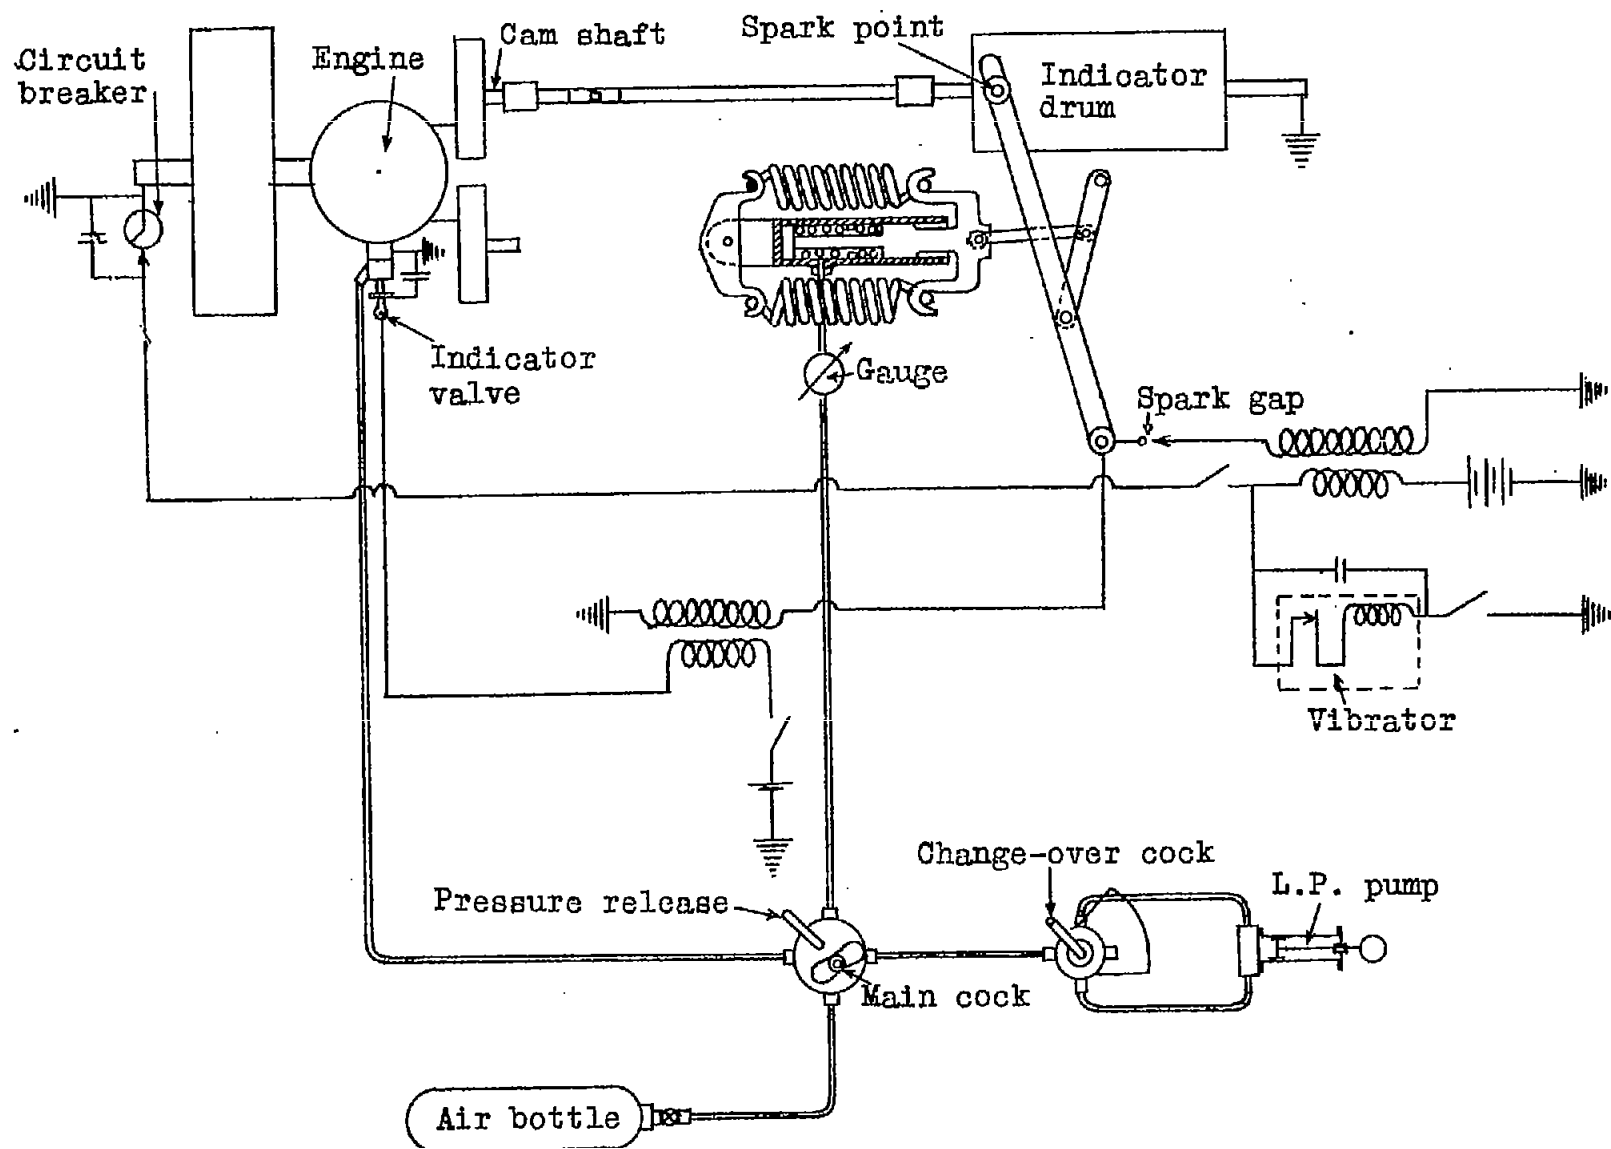 Circuit
breaker
Engine
Cam shaft
Spark point
Indicator
drum
Indicator
valve
Gauge
Spark gap
Vibrator
Change-over cock
L.P. pump
Pressure relcase
Main cock
Air bottle